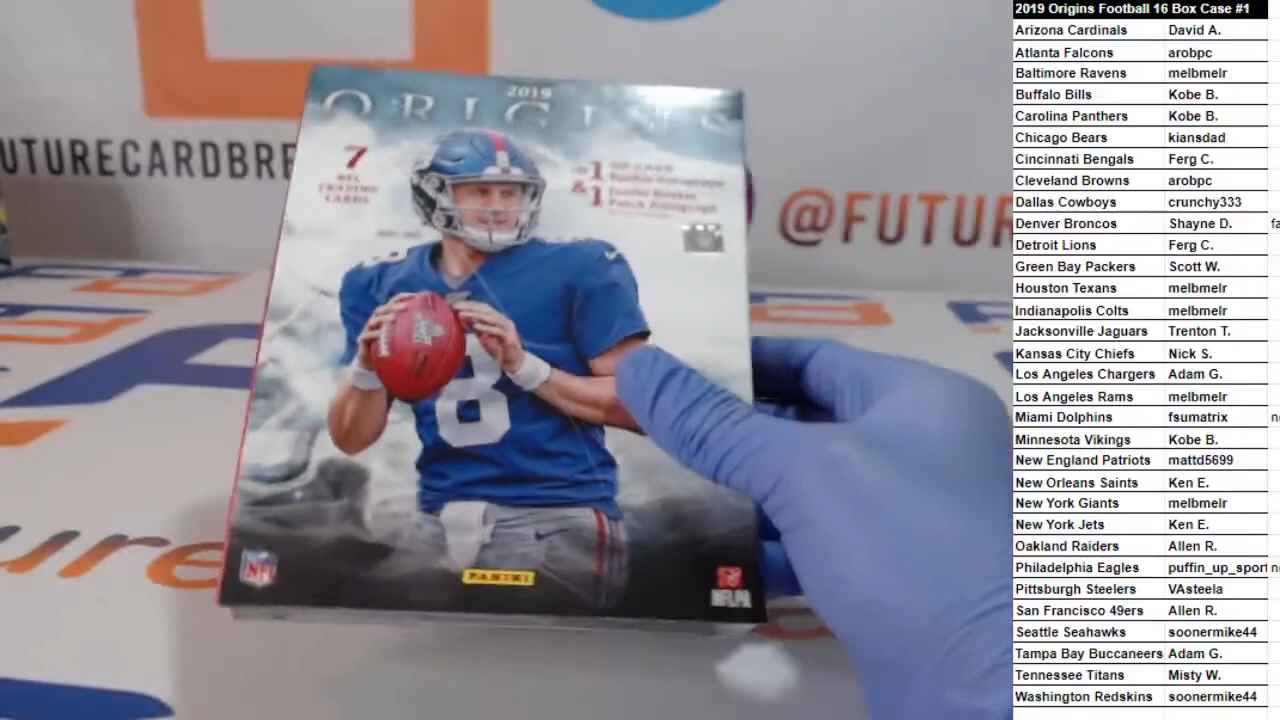 2019 Origins Football 16 Box Case #1
Arizona Cardinals David A.
Atlanta Falcons arobpc
Baltimore Ravens melbmelr
Buffalo Bills Kobe B.
Carolina Panthers Kobe B.
Chicago Bears kiansdad
Cincinnati Bengals Ferg C.
Cleveland Browns arobpc
Dallas Cowboys crunchy333
Denver Broncos Shayne D.
Detroit Lions Ferg C.
Green Bay Packers Scott W.
Houston Texans melbmelr
Indianapolis Colts melbmelr
Jacksonville Jaguars Trenton T.
Kansas City Chiefs Nick S.
Los Angeles Chargers Adam G.
Los Angeles Rams melbmelr
Miami Dolphins fsumatrix
Minnesota Vikings Kobe B.
New England Patriots mattd5699
New Orleans Saints Ken E.
New York Giants melbmelr
New York Jets Ken E.
Oakland Raiders Allen R.
Philadelphia Eagles puffin_up_sport
Pittsburgh Steelers VAsteela
San Francisco 49ers Allen R.
Seattle Seahawks soonermike44
Tampa Bay Buccaneers Adam G.
Tennessee Titans Misty W.
Washington Redskins soonermike44
2019
ORIGINS
7
NFL
TRADING
CARDS
1
& 1
8
PANINI
NFL
NFLPA
UTURECARDBRE
@FUTUR
ure